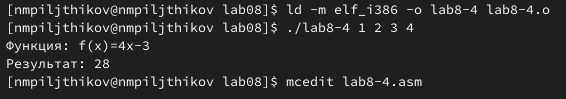 [nmpiljthikov@nmpiljthikov lab08]$ ld -m elf_i386 -o lab8-4 lab8-4.o
[nmpiljthikov@nmpiljthikov lab08]$ ./lab8-4 1 2 3 4
Функция: f(x)=4x-3
Результат: 28
[nmpiljthikov@nmpiljthikov lab08]$ mcedit lab8-4.asm